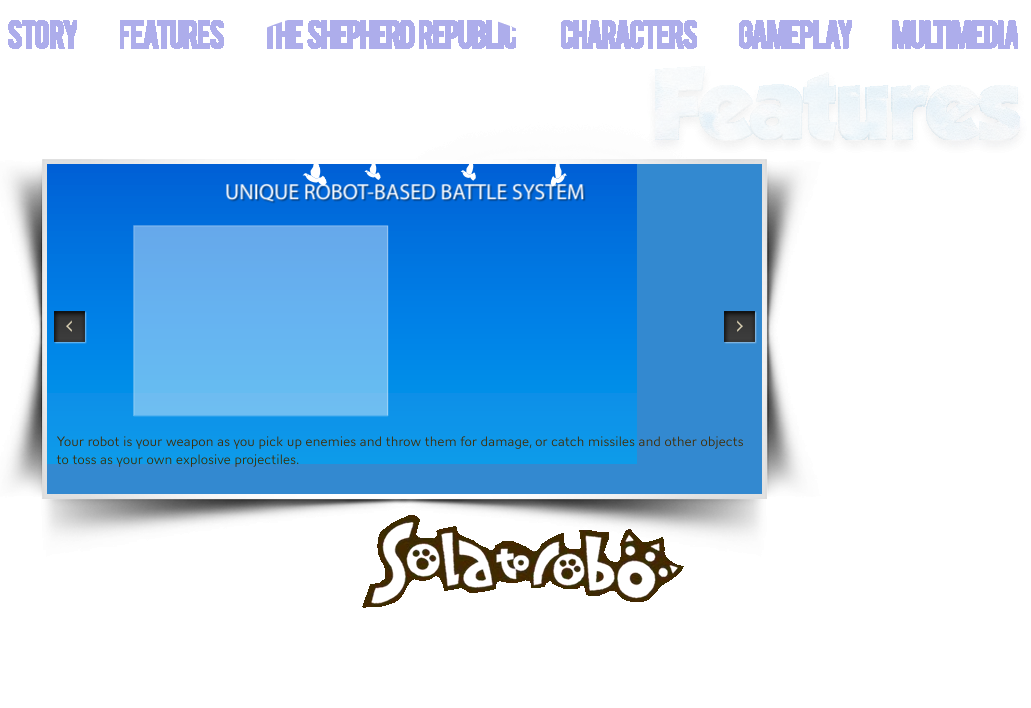 STORY FEATURES THE SHEPHERD REPUBLIC CHARACTERS GAMEPLAY MULTIMEDIA
Features
UNIQUE ROBOT-BASED BATTLE SYSTEM
Your robot is your weapon as you pick up enemies and throw them for damage, or catch missiles and other objects
to toss as your own explosive projectiles.
Solatorobo